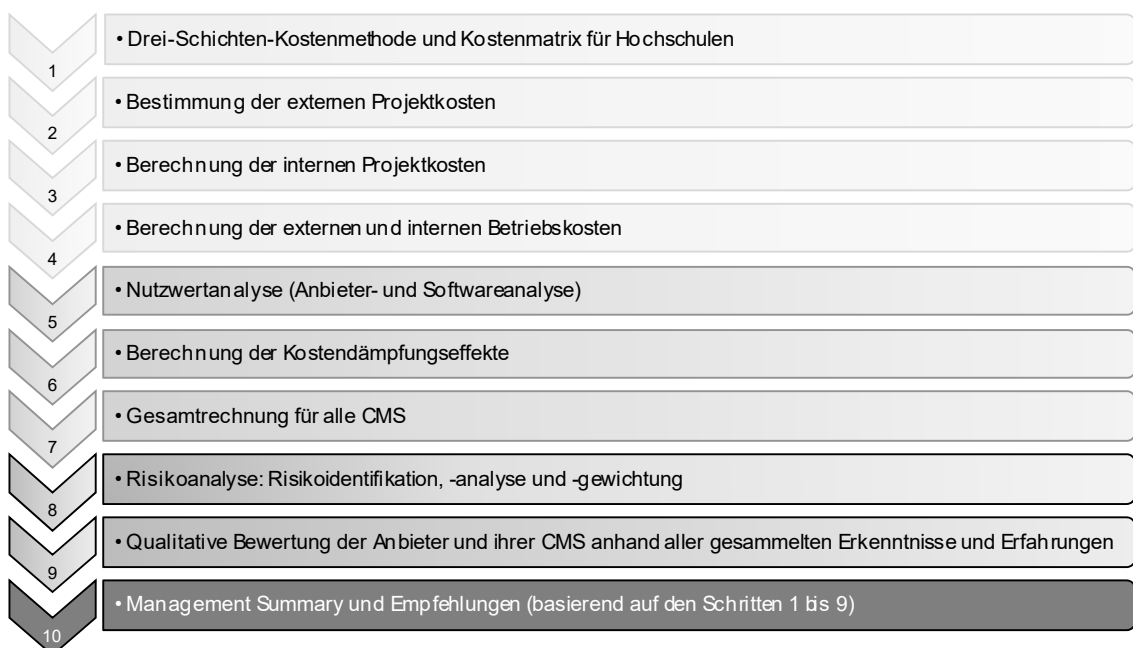 1
• Drei-Schichten-Kostenmethode und Kostenmatrix für Hochschulen
2
• Bestimmung der externen Projektkosten
3
• Berechnung der internen Projektkosten
4
• Berechnung der externen und internen Betriebskosten
5
• Nutzwertanalyse (Anbieter- und Softwareanalyse)
6
• Berechnung der Kostendämpfungseffekte
7
• Gesamtrechnung für alle CMS
8
• Risikoanalyse: Risikoidentifikation, -analyse und -gewichtung
9
• Qualitative Bewertung der Anbieter und ihrer CMS anhand aller gesammelten Erkenntnisse und Erfahrungen
10
• Management Summary und Empfehlungen (basierend auf den Schritten 1 bis 9)